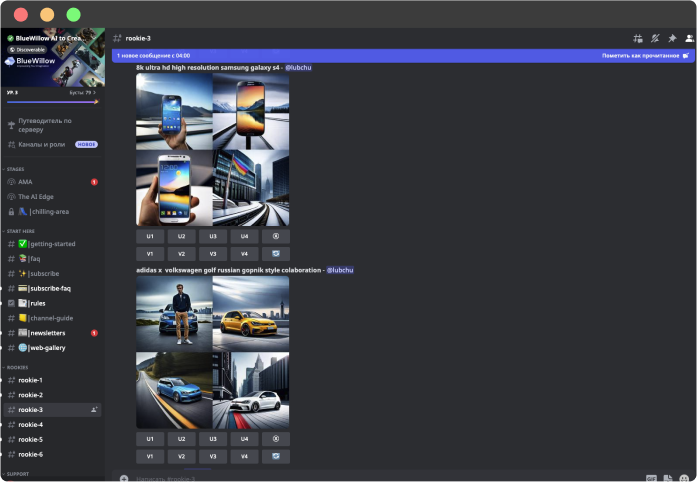 BlueWillow AI to Crea...
Discoverable
BlueWillow
УР. 3
Бусты: 79 >
Путеводитель по
серверу
Каналы и роли
НОВОЕ
STAGES
AMA
1
The AI Edge
|chilling-area
START HERE
|getting-started
|faq
|subscribe
|subscribe-faq
|rules
|channel-guide
|newsletters
1
|web-gallery
ROOKIES
rookie-1
rookie-2
rookie-3
rookie-4
rookie-5
rookie-6
SUPPORT
rookie-3
1 новое сообщение с 04:00
Пометить как прочитанное
8k ultra hd high resolution samsung galaxy s4 - @lubchu
U1 U2 U3 U4
V1 V2 V3 V4
adidas x volkswagen golf russian gopnik style colaboration - @lubchu
U1 U2 U3 U4
V1 V2 V3 V4
Написать #rookie-3
GIF